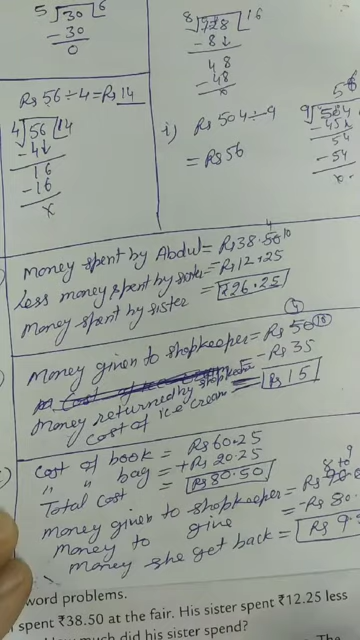 5 30 6
- 30
0
8 128 16
- 8↓
48
- 48
x
Rs 56 ÷ 4 = Rs 14
4 56 14
- 4↓
16
- 16
x
i) Rs 504 ÷ 9
= Rs 56
56
9 504
- 45
54
- 54
x
Money spent by Abdul = Rs 38.50
Less money spent by sister = Rs 12.25
Money spent by sister = ₹26.25
Money given to shopkeeper = Rs 50
Money returned by shopkeeper = - Rs 35
Cost of ice cream = Rs 15
Cost of book = Rs 60.25
" " bag = + Rs 20.25
Total cost = Rs 80.50
Money given to shopkeeper = Rs 90
Money to give = - Rs 80.
Money she get back = Rs 9
word problems.
spent ₹38.50 at the fair. His sister spent ₹12.25 less
much did his sister spend?
The